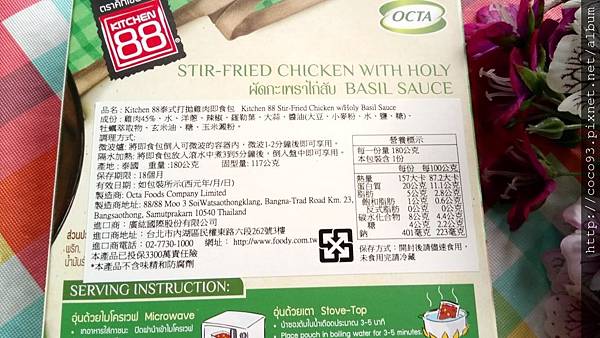 ตราคิทเช่น
KITCHEN
88
OCTA
STIR-FRIED CHICKEN WITH HOLY
ผัดกะเพราไก่สับ BASIL SAUCE
品名：Kitchen 88泰式打拋雞肉即食包 Kitchen 88 Stir-Fried Chicken w/Holy Basil Sauce
成份：雞肉45%、水、洋蔥、辣椒、羅勒葉、大蒜、醬油(大豆、小麥粉、水、鹽、糖)、
牡蠣萃取物、玄米油、糖、玉米澱粉。
調理方式:
微波爐:將即食包倒入可微波的容器內，微波1-2分鐘後即可享用。
隔水加熱:將即食包放入滾水中煮3到5分鐘後，倒入盤中即可享用。
產地：泰國 重量:180公克 固型量:117公克
保存期限：18個月
有效日期：如包裝所示(西元年/月/日)
製造商: Octa Foods Company Limited
製造商地址: 88/88 Moo 3 Soi Watsaothongklang, Bangna-Trad Road Km. 23,
Bangsaothong, Samutprakarn 10540 Thailand
進口商：廣紘國際股份有限公司
進口商地址：台北市內湖區民權東路六段262號3樓
進口商電話：02-7730-1000 網址：http://www.foody.com.tw
本產品已投保3300萬責任險
*本產品不含味精和防腐劑
營養標示
每一份量 180公克
本包裝含 1份
每份 每100公克
熱量 157大卡 87.2大卡
蛋白質 20公克 11.1公克
脂肪 5公克 2.8公克
飽和脂肪 1公克 0.6公克
反式脂肪 0公克 0公克
碳水化合物 8公克 4.4公克
糖 4公克 2.2公克
鈉 401毫克 223毫克
保存方式：開封後請儘速食用，
未食用完請冷藏
SERVING INSTRUCTION:
อุ่นด้วยไมโครเวฟ Microwave
อุ่นด้วยเตา Stove-Top
Place pouch in boiling water for 3-5 minutes.
http://coco93.pixnet.net/album